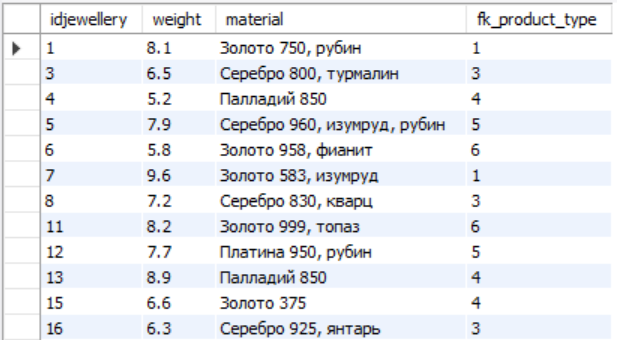 idjewellery weight material fk_product_type
1 8.1 Золото 750, рубин 1
3 6.5 Серебро 800, турмалин 3
4 5.2 Палладий 850 4
5 7.9 Серебро 960, изумруд, рубин 5
6 5.8 Золото 958, фианит 6
7 9.6 Золото 583, изумруд 1
8 7.2 Серебро 830, кварц 3
11 8.2 Золото 999, топаз 6
12 7.7 Платина 950, рубин 5
13 8.9 Палладий 850 4
15 6.6 Золото 375 4
16 6.3 Серебро 925, янтарь 3